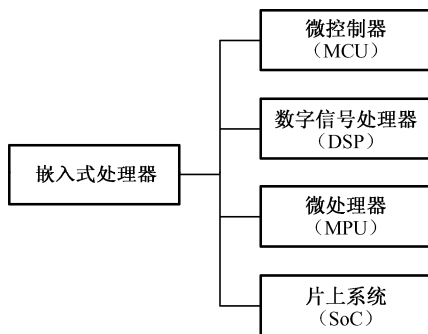 微控制器
（MCU）
数字信号处理器
（DSP）
嵌入式处理器
微处理器
（MPU）
片上系统
（SoC）